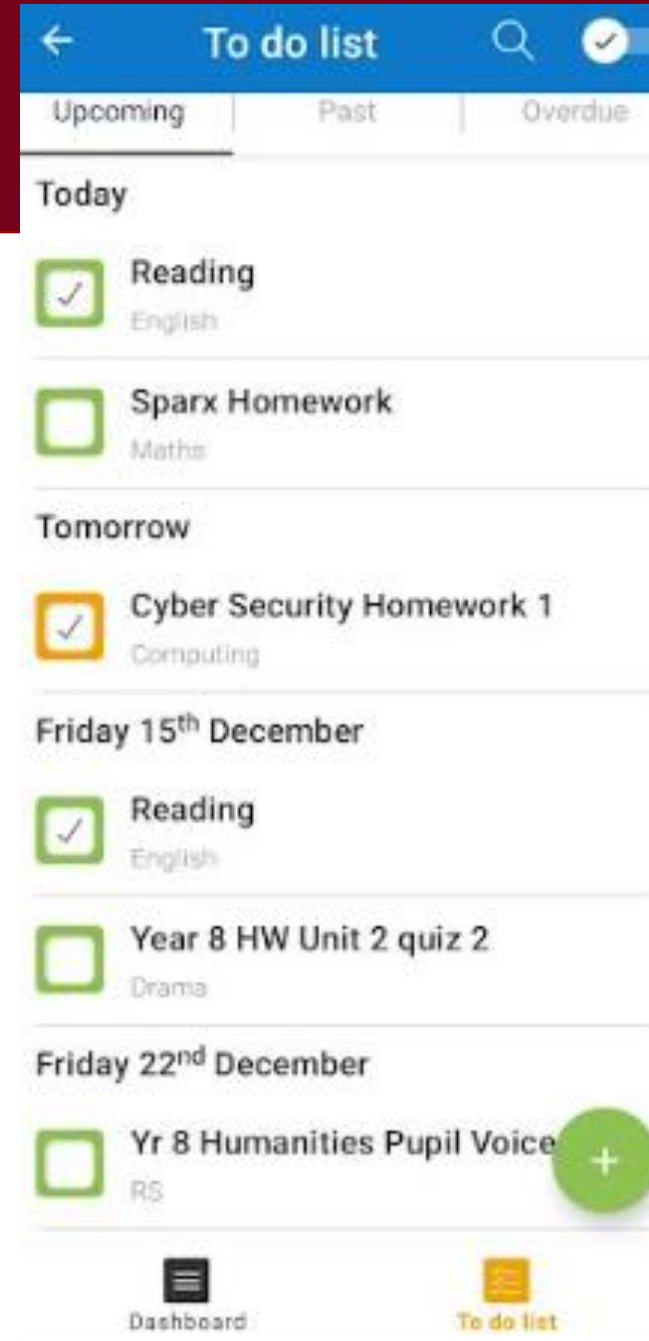 To do list
Upcoming Past Overdue
Today
Reading
English
Sparx Homework
Maths
Tomorrow
Cyber Security Homework 1
Computing
Friday 15th December
Reading
English
Year 8 HW Unit 2 quiz 2
Drama
Friday 22nd December
Yr 8 Humanities Pupil Voice
RS
Dashboard To do list